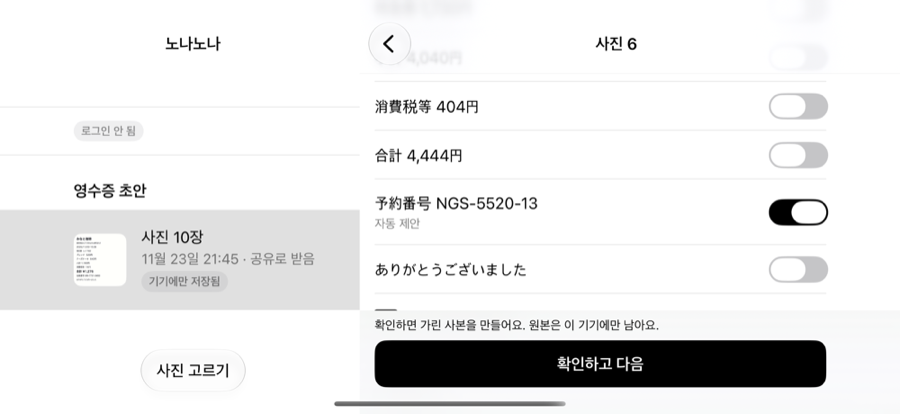 노나노나
로그인 안 됨
영수증 초안
사진 10장
11월 23일 21:45 · 공유로 받음
기기에만 저장됨
사진 고르기
사진 6
4,040円
消費税等 404円
合計 4,444円
予約番号 NGS-5520-13
자동 제안
ありがとうございました
확인하면 가린 사본을 만들어요. 원본은 이 기기에만 남아요.
확인하고 다음